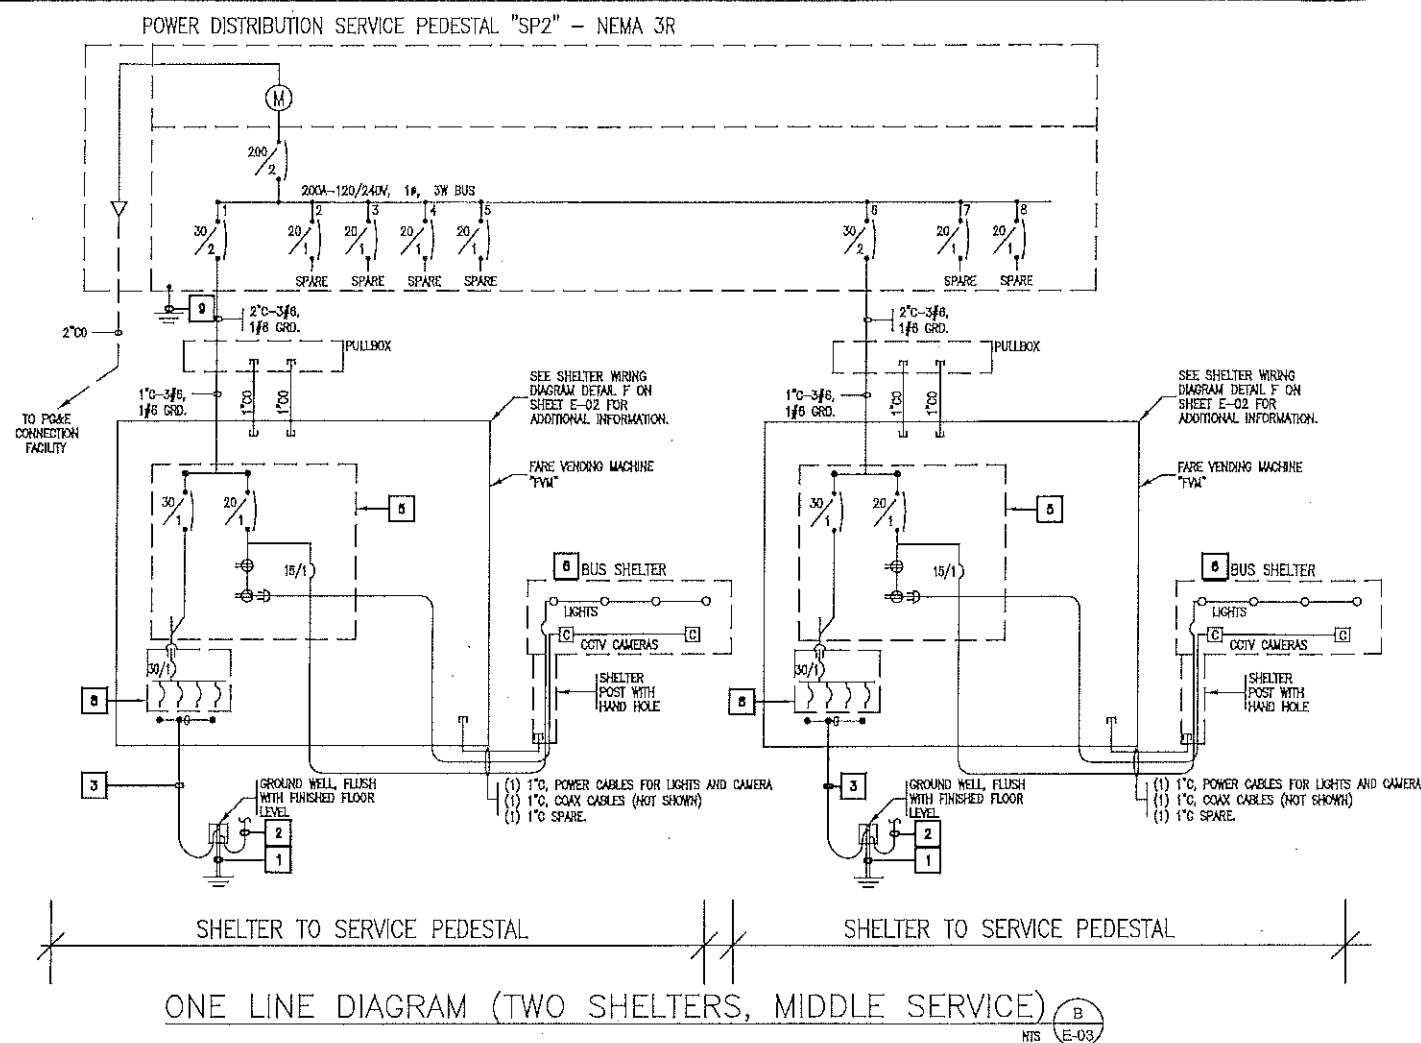 POWER DISTRIBUTION SERVICE PEDESTAL "SP2" – NEMA 3R
M
200
2
200A–120/240V, 1ø, 3W BUS
1
2
3
4
5
6
7
8
30
2
20
1
20
1
20
1
20
1
30
2
20
1
20
1
SPARE
SPARE
SPARE
SPARE
SPARE
SPARE
9
2"C–3#6,
1#6 GRD.
2"C–3#6,
1#6 GRD.
2"CO
PULLBOX
PULLBOX
1"C–3#6,
1#6 GRD.
1"CO
1"CO
1"C–3#6,
1#6 GRD.
1"CO
1"CO
TO PG&E
CONNECTION
FACILITY
SEE SHELTER WIRING
DIAGRAM DETAIL F ON
SHEET E–02 FOR
ADDITIONAL INFORMATION.
SEE SHELTER WIRING
DIAGRAM DETAIL F ON
SHEET E–02 FOR
ADDITIONAL INFORMATION.
FARE VENDING MACHINE
"FVM"
FARE VENDING MACHINE
"FVM"
30
1
20
1
5
30
1
20
1
5
15/1
15/1
6 BUS SHELTER
LIGHTS
C
C
CCTV CAMERAS
6 BUS SHELTER
LIGHTS
C
C
CCTV CAMERAS
30/1
30/1
SHELTER
POST WITH
HAND HOLE
SHELTER
POST WITH
HAND HOLE
G
3
GROUND WELL, FLUSH
WITH FINISHED FLOOR
LEVEL
2
1
(1) 1"C, POWER CABLES FOR LIGHTS AND CAMERA
(1) 1"C, COAX CABLES (NOT SHOWN)
(1) 1"C SPARE.
G
3
GROUND WELL, FLUSH
WITH FINISHED FLOOR
LEVEL
2
1
(1) 1"C, POWER CABLES FOR LIGHTS AND CAMERA
(1) 1"C, COAX CABLES (NOT SHOWN)
(1) 1"C SPARE.
SHELTER TO SERVICE PEDESTAL
SHELTER TO SERVICE PEDESTAL
ONE LINE DIAGRAM (TWO SHELTERS, MIDDLE SERVICE)
NTS
B
E-03